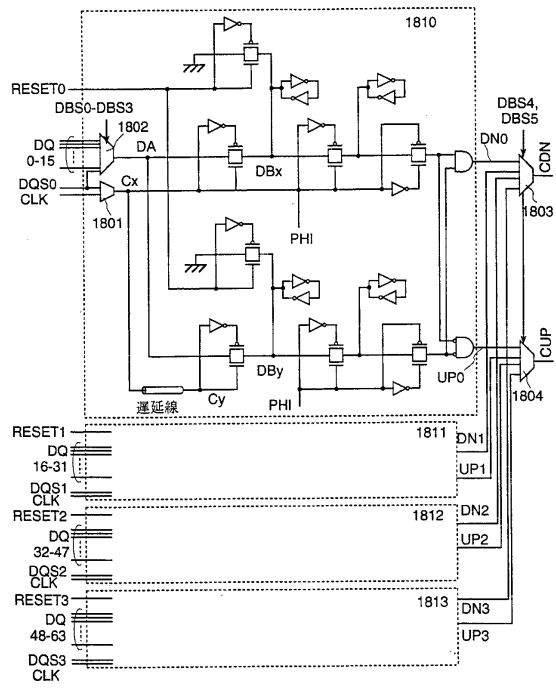 1810
RESET0
DBS0-DBS3
1802
DQ
0-15
DA
DBx
DBS4,
DBS5
DN0
CDN
DQS0
CLK
Cx
1801
PHI
1803
DBy
UP0
CUP
1804
遅延線
Cy
PHI
RESET1
1811
DN1
DQ
16-31
UP1
DQS1
CLK
RESET2
1812
DN2
DQ
32-47
UP2
DQS2
CLK
RESET3
1813
DN3
DQ
48-63
UP3
DQS3
CLK